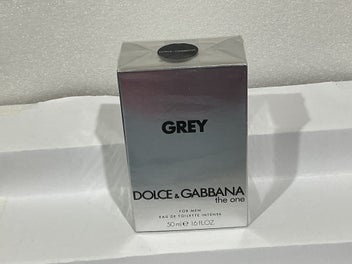 GREY
DOLCE & GABBANA
the one
FOR MEN
EAU DE TOILETTE INTENSE
50 ml ℮ 1.6 FL.OZ.